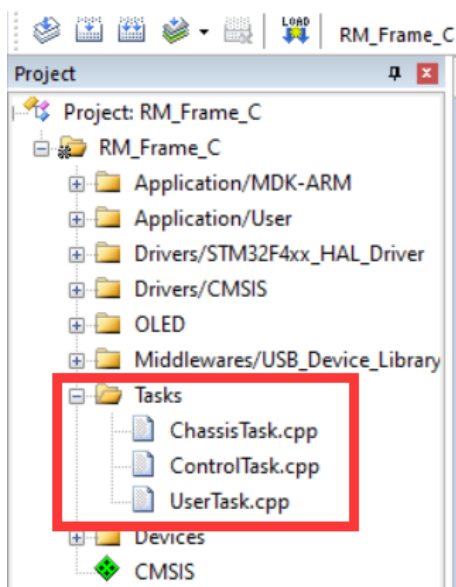 LOAD
RM_Frame_C
Project
Project: RM_Frame_C
RM_Frame_C
Application/MDK-ARM
Application/User
Drivers/STM32F4xx_HAL_Driver
Drivers/CMSIS
OLED
Middlewares/USB_Device_Library
Tasks
ChassisTask.cpp
ControlTask.cpp
UserTask.cpp
Devices
CMSIS